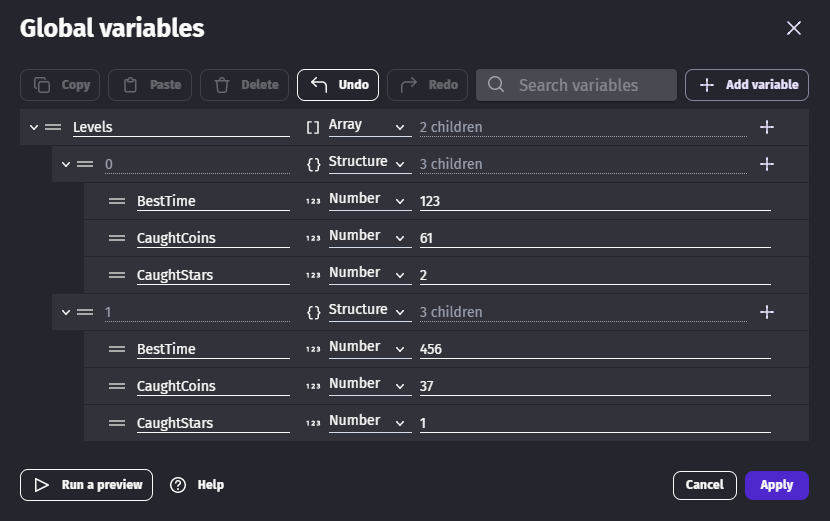 Global variables
Copy Paste Delete Undo Redo Search variables Add variable
Levels [] Array 2 children
0 {} Structure 3 children
BestTime 123 Number 123
CaughtCoins 123 Number 61
CaughtStars 123 Number 2
1 {} Structure 3 children
BestTime 123 Number 456
CaughtCoins 123 Number 37
CaughtStars 123 Number 1
Run a preview ? Help Cancel Apply